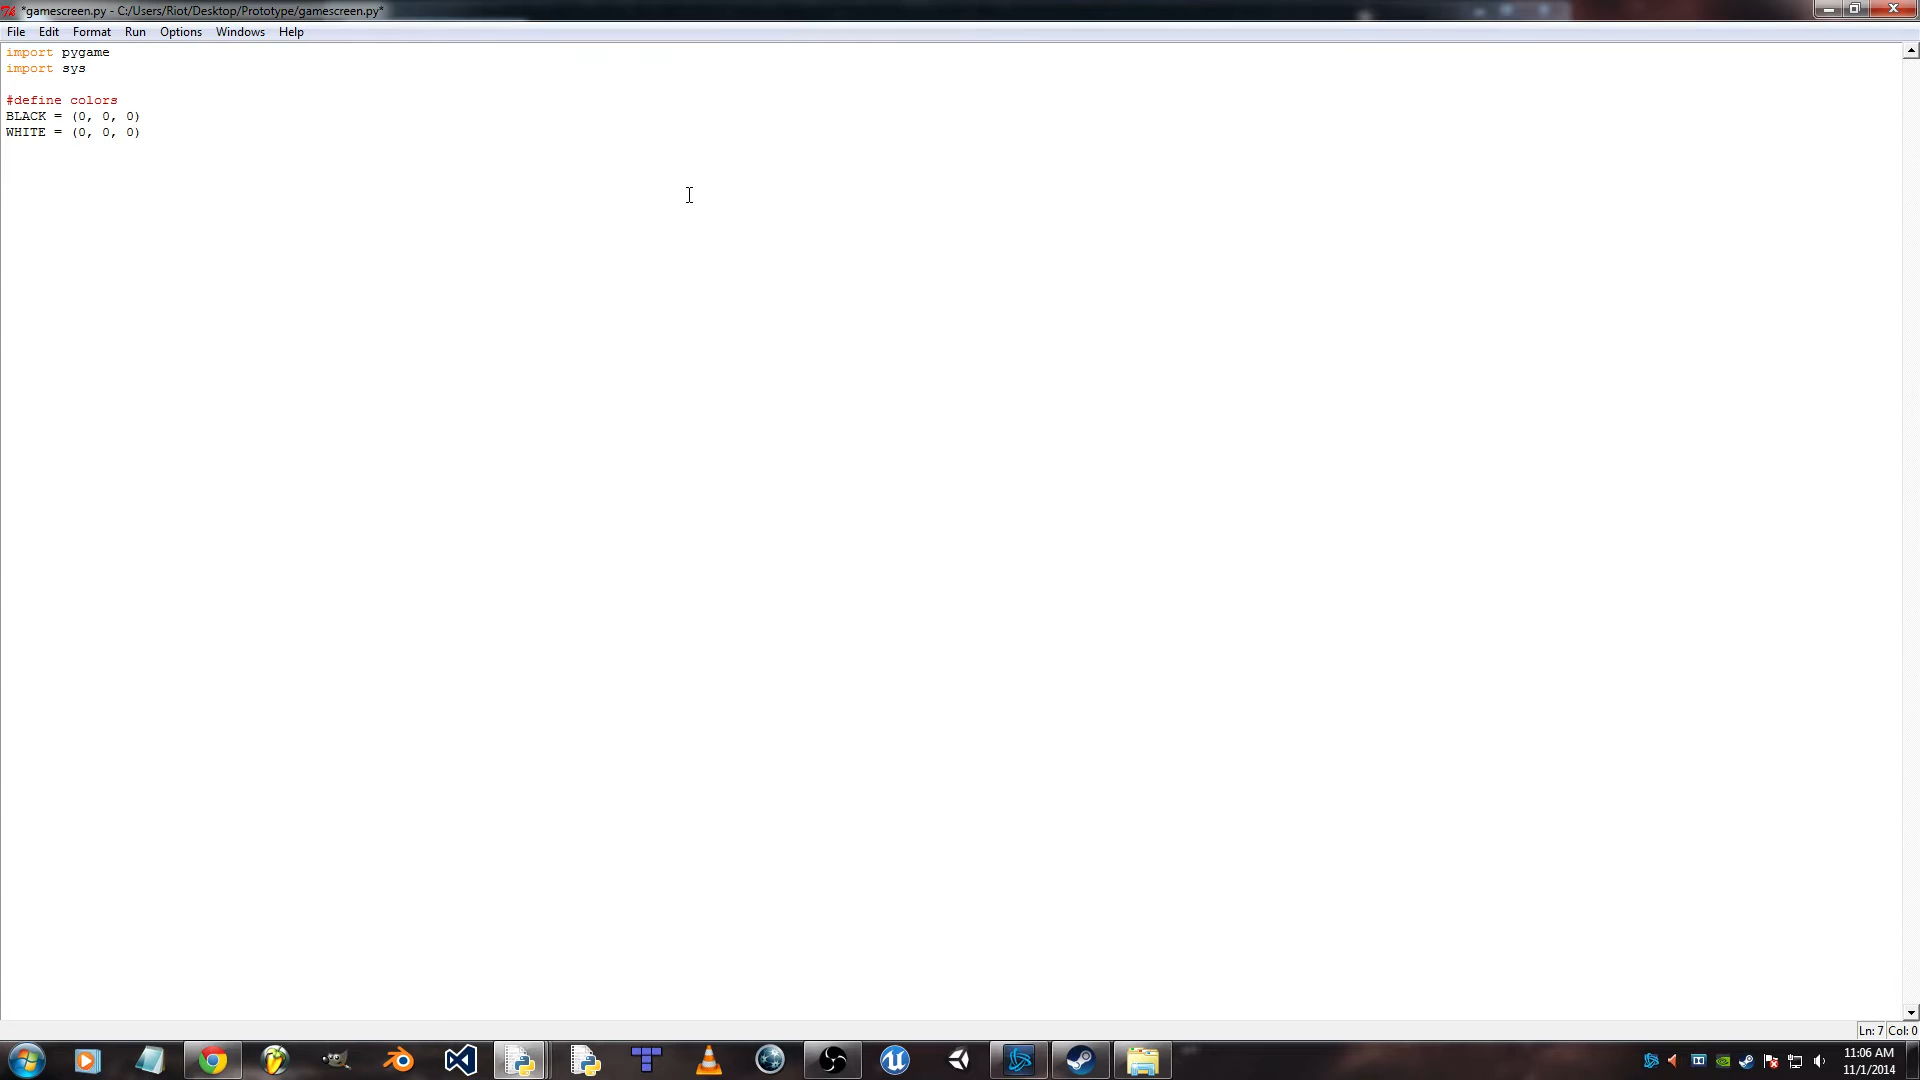 *gamescreen.py - C:/Users/Riot/Desktop/Prototype/gamescreen.py*
File Edit Format Run Options Windows Help
import pygame
import sys
#define colors
BLACK = (0, 0, 0)
WHITE = (0, 0, 0)
Ln: 7 Col: 0
11:06 AM
11/1/2014